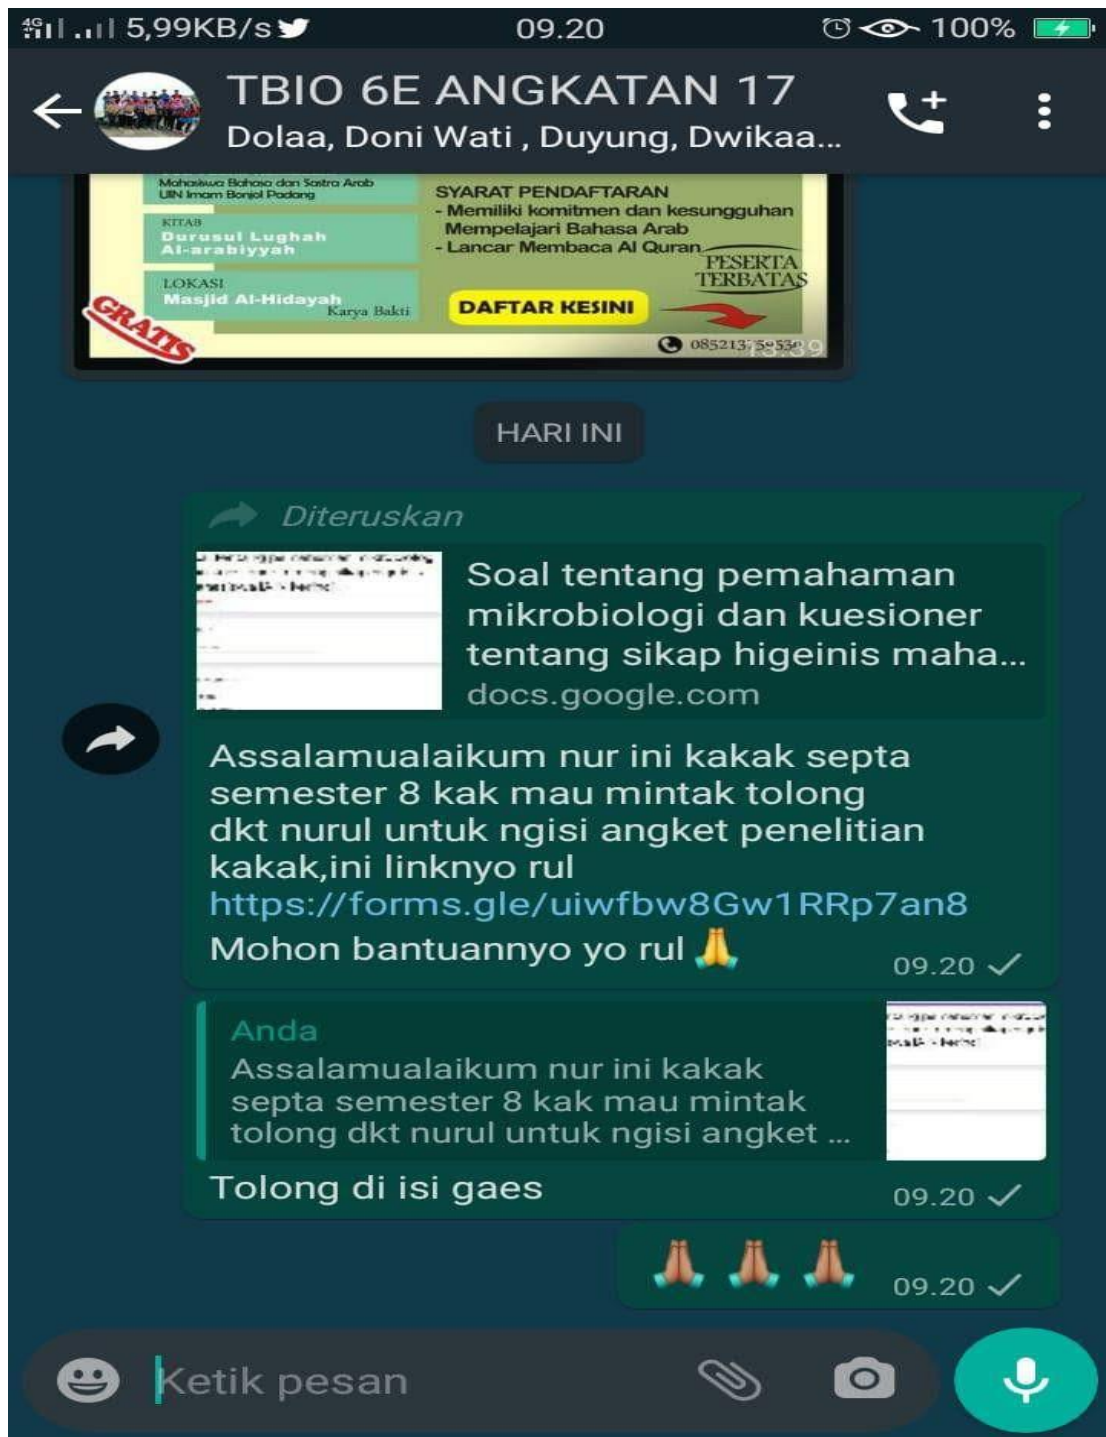 4G 5,99KB/s 09.20 100%
TBIO 6E ANGKATAN 17
Dolaa, Doni Wati , Duyung, Dwikaa...
Mahasiswa Bahasa dan Sastra Arab
UIN Imam Bonjol Padang
KITAB
Durusul Lughah
Al-arabiyyah
LOKASI
Masjid Al-Hidayah
Karya Bakti
GRATIS
SYARAT PENDAFTARAN
- Memiliki komitmen dan kesungguhan
Mempelajari Bahasa Arab
- Lancar Membaca Al Quran
PESERTA
TERBATAS
DAFTAR KESINI
HARI INI
Diteruskan
Soal tentang pemahaman
mikrobiologi dan kuesioner
tentang sikap higeinis maha...
docs.google.com
Assalamualaikum nur ini kakak septa
semester 8 kak mau mintak tolong
dkt nurul untuk ngisi angket penelitian
kakak,ini linknyo rul
https://forms.gle/uiwfbw8Gw1RRp7an8
Mohon bantuannyo yo rul 🙏
09.20
Anda
Assalamualaikum nur ini kakak
septa semester 8 kak mau mintak
tolong dkt nurul untuk ngisi angket ...
Tolong di isi gaes
09.20
🙏🏽 🙏🏽 🙏🏽
09.20
Ketik pesan